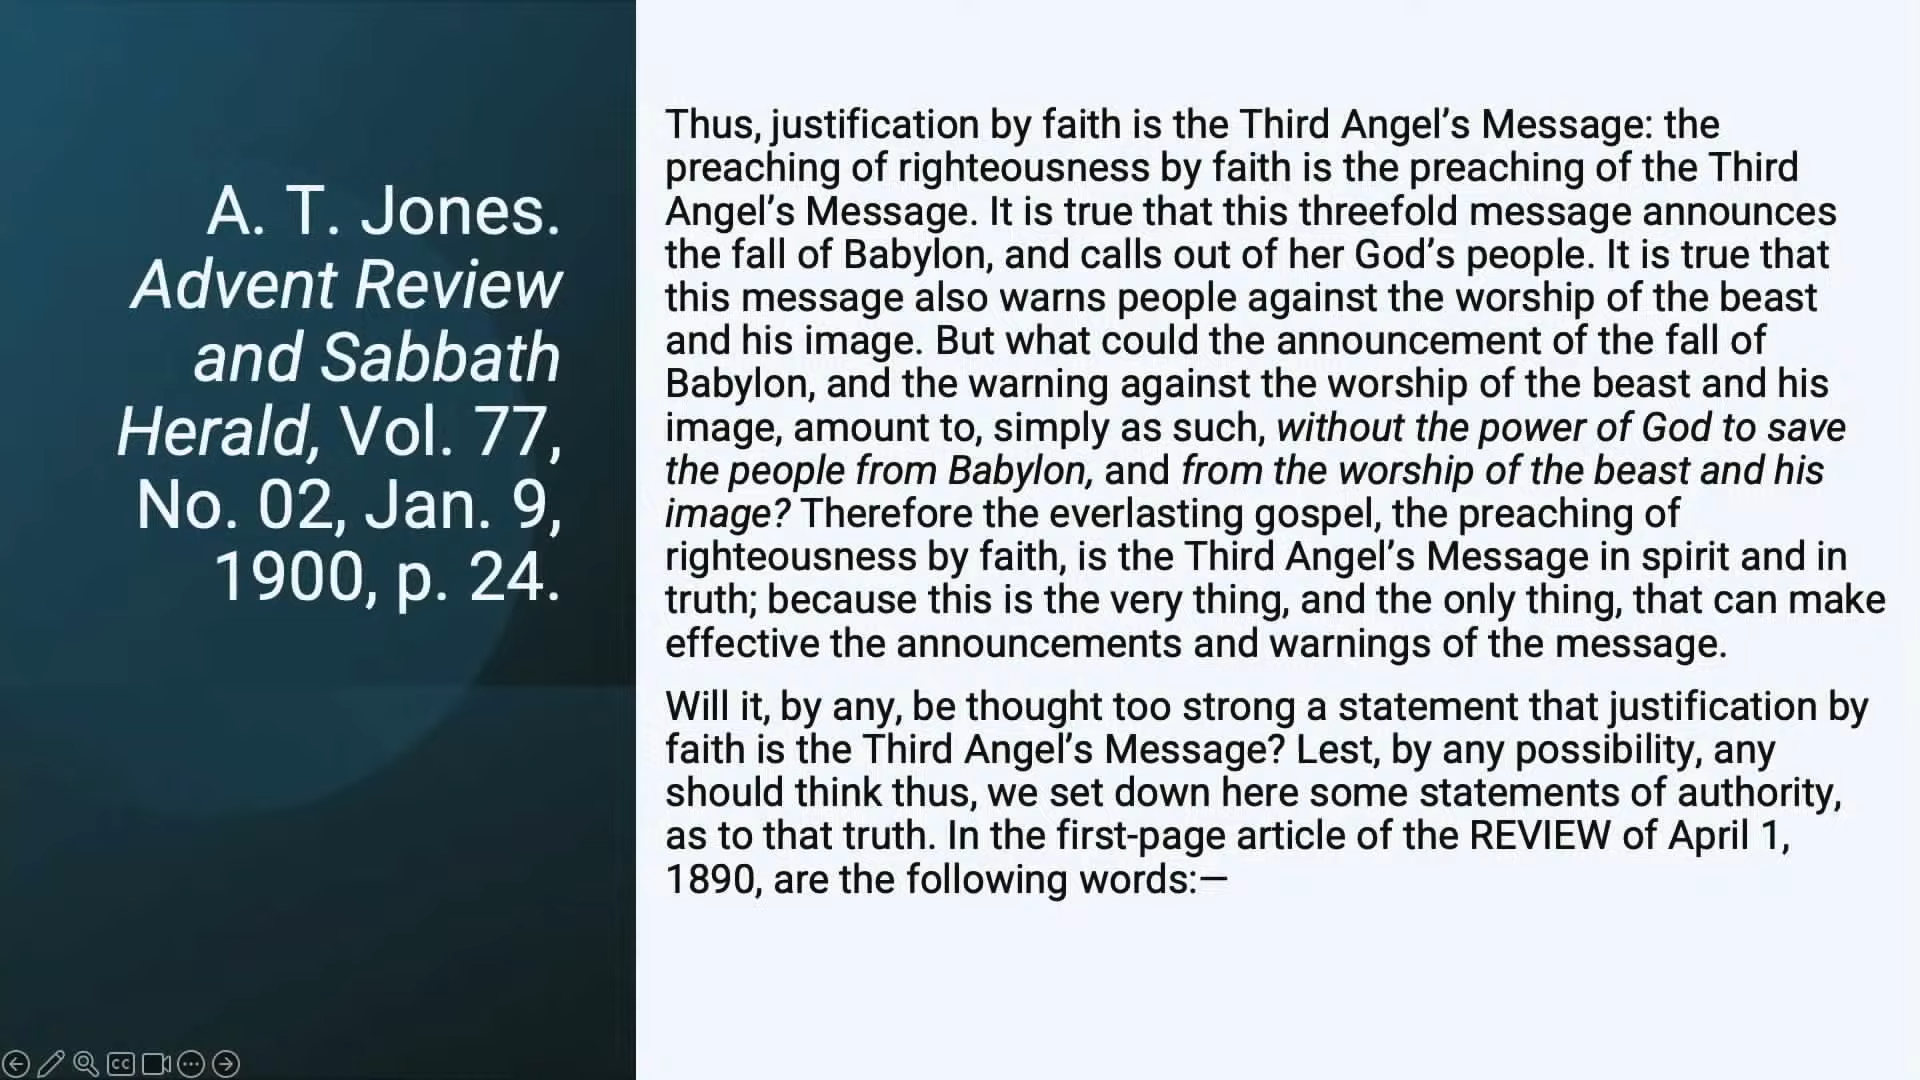 A. T. Jones.
Advent Review
and Sabbath
Herald, Vol. 77,
No. 02, Jan. 9,
1900, p. 24.
Thus, justification by faith is the Third Angel’s Message: the
preaching of righteousness by faith is the preaching of the Third
Angel’s Message. It is true that this threefold message announces
the fall of Babylon, and calls out of her God’s people. It is true that
this message also warns people against the worship of the beast
and his image. But what could the announcement of the fall of
Babylon, and the warning against the worship of the beast and his
image, amount to, simply as such, without the power of God to save
the people from Babylon, and from the worship of the beast and his
image? Therefore the everlasting gospel, the preaching of
righteousness by faith, is the Third Angel’s Message in spirit and in
truth; because this is the very thing, and the only thing, that can make
effective the announcements and warnings of the message.
Will it, by any, be thought too strong a statement that justification by
faith is the Third Angel’s Message? Lest, by any possibility, any
should think thus, we set down here some statements of authority,
as to that truth. In the first-page article of the REVIEW of April 1,
1890, are the following words:—
CC